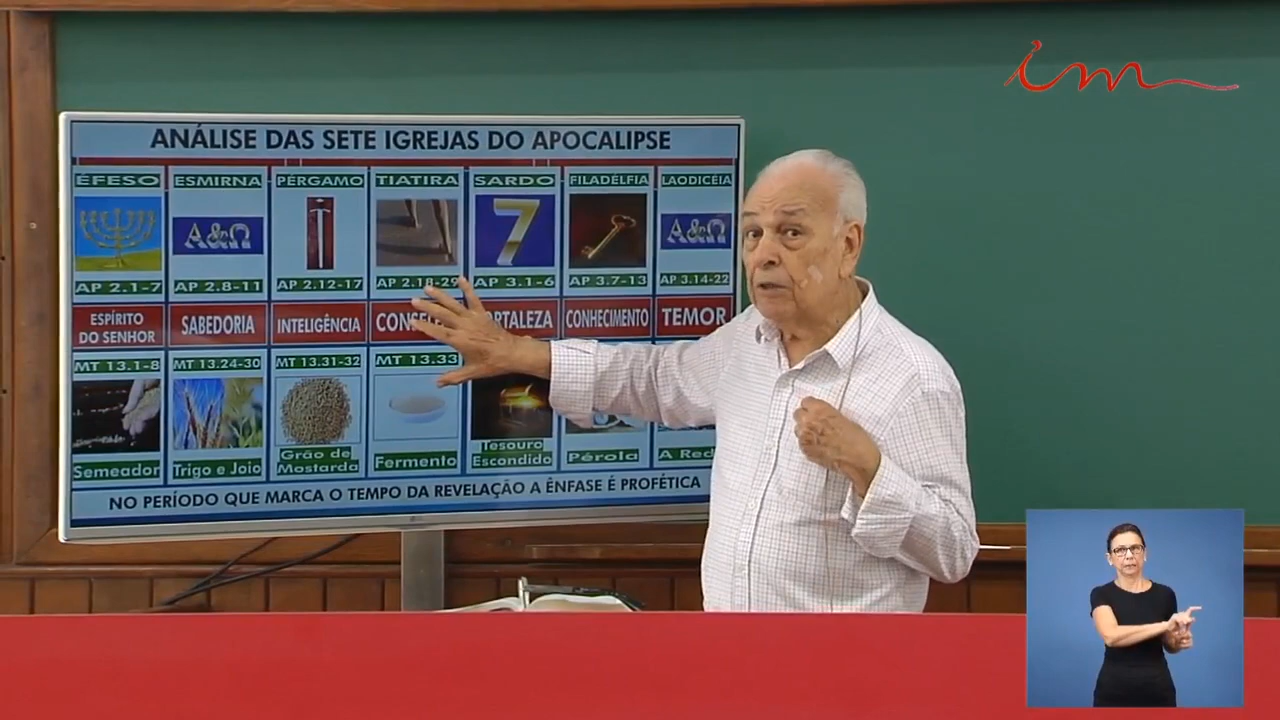 im
ANÁLISE DAS SETE IGREJAS DO APOCALIPSE
ÉFESO ESMIRNA PÉRGAMO TIATIRA SARDO FILADÉLFIA LAODICÉIA
A&Ω 7 A&Ω
AP 2.1-7 AP 2.8-11 AP 2.12-17 AP 2.18-29 AP 3.1-6 AP 3.7-13 AP 3.14-22
ESPÍRITO DO SENHOR SABEDORIA INTELIGÊNCIA CONHECIMENTO TEMOR
MT 13.1-8 MT 13.24-30 MT 13.31-32 MT 13.33
Semeador Trigo e Joio Grão de Mostarda Fermento Tesouro Escondido Pérola A
NO PERÍODO QUE MARCA O TEMPO DA REVELAÇÃO A ÊNFASE É PROFÉTICA